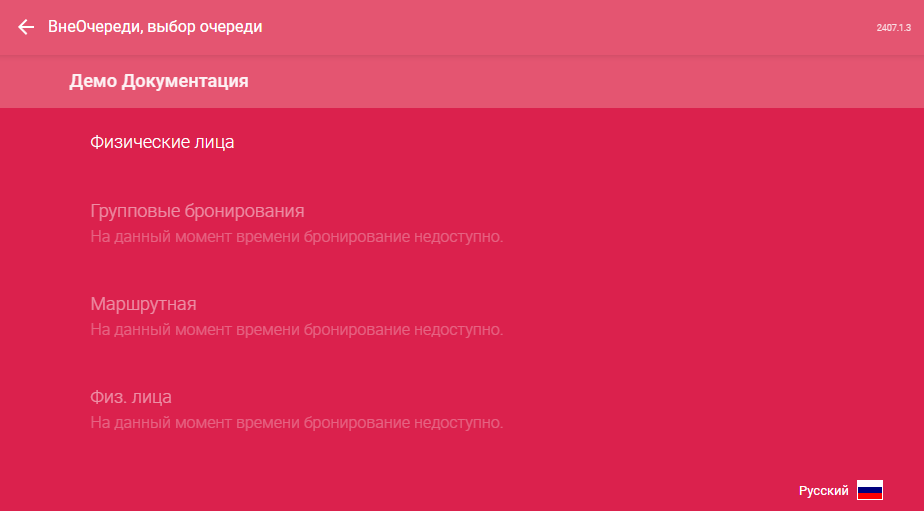 ВнеОчереди, выбор очереди
2407.1.3
Демо Документация
Физические лица
Групповые бронирования
На данный момент времени бронирование недоступно.
Маршрутная
На данный момент времени бронирование недоступно.
Физ. лица
На данный момент времени бронирование недоступно.
Русский